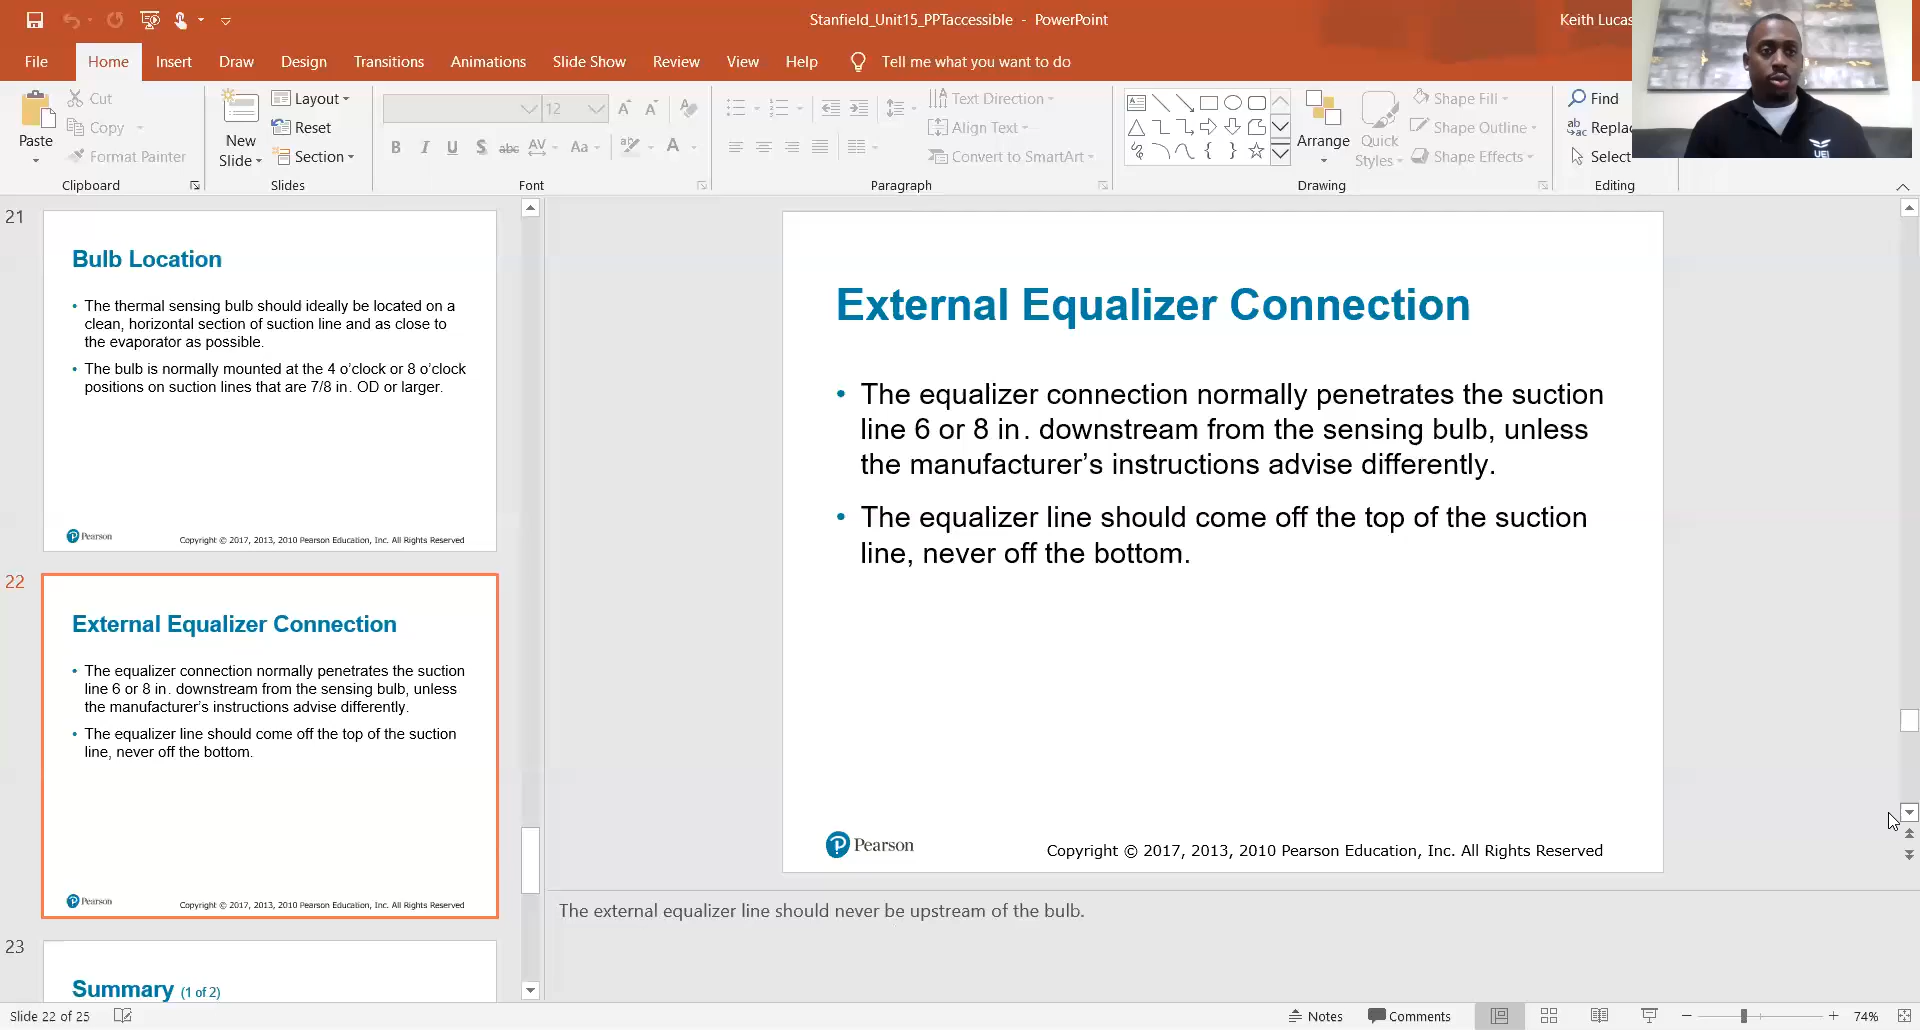 Stanfield_Unit15_PPTaccessible - PowerPoint
Keith Lucas
File Home Insert Draw Design Transitions Animations Slide Show Review View Help Tell me what you want to do
Paste
Cut
Copy
Format Painter
Clipboard
New
Slide
Layout
Reset
Section
Slides
12
A A
B I U S abc AV Aa A
Font
Text Direction
Align Text
Convert to SmartArt
Paragraph
Arrange
Quick
Styles
Shape Fill
Shape Outline
Shape Effects
Drawing
Find
Replac
Select
Editing
UEI
21
Bulb Location
• The thermal sensing bulb should ideally be located on a
clean, horizontal section of suction line and as close to
the evaporator as possible.
• The bulb is normally mounted at the 4 o’clock or 8 o’clock
positions on suction lines that are 7/8 in. OD or larger.
Pearson
Copyright © 2017, 2013, 2010 Pearson Education, Inc. All Rights Reserved
22
External Equalizer Connection
• The equalizer connection normally penetrates the suction
line 6 or 8 in. downstream from the sensing bulb, unless
the manufacturer’s instructions advise differently.
• The equalizer line should come off the top of the suction
line, never off the bottom.
Pearson
Copyright © 2017, 2013, 2010 Pearson Education, Inc. All Rights Reserved
23
Summary (1 of 2)
External Equalizer Connection
• The equalizer connection normally penetrates the suction
line 6 or 8 in. downstream from the sensing bulb, unless
the manufacturer’s instructions advise differently.
• The equalizer line should come off the top of the suction
line, never off the bottom.
Pearson
Copyright © 2017, 2013, 2010 Pearson Education, Inc. All Rights Reserved
The external equalizer line should never be upstream of the bulb.
Slide 22 of 25
Notes
Comments
74%